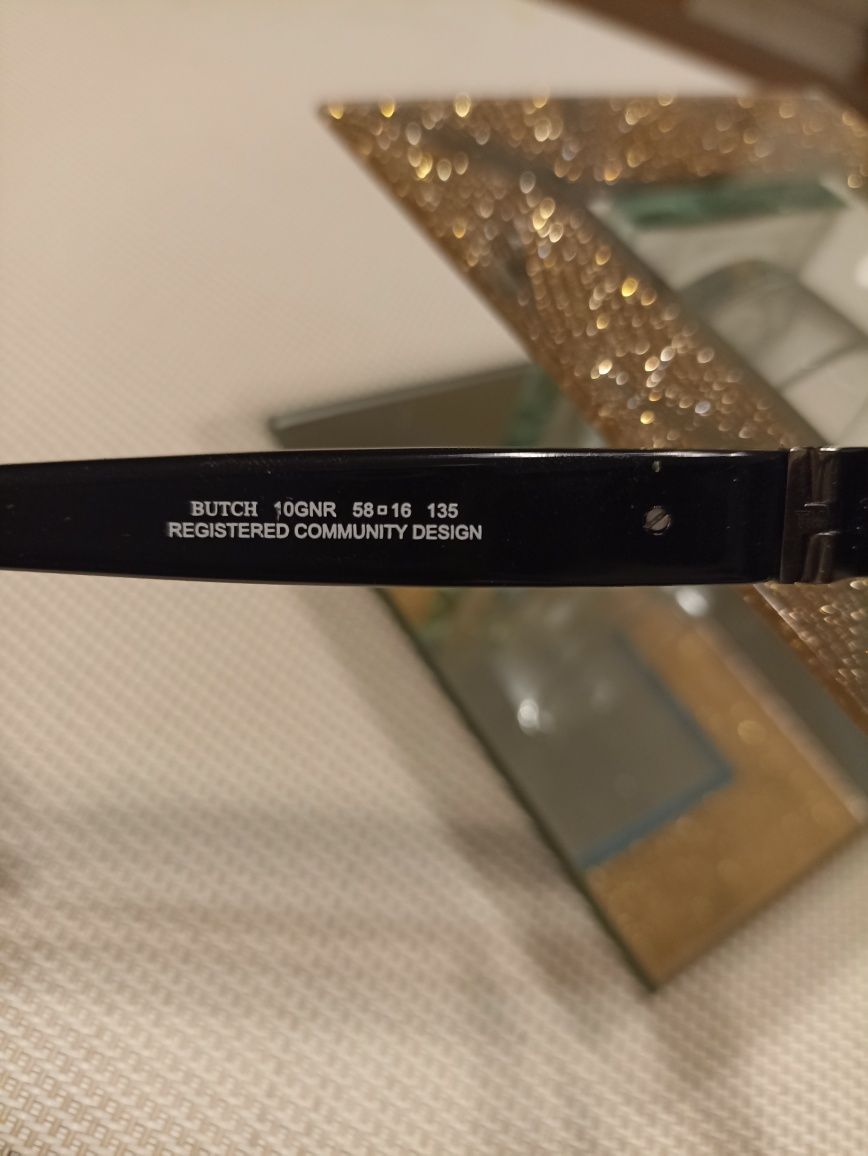 BUTCH 10GNR 58□16 135
REGISTERED COMMUNITY DESIGN